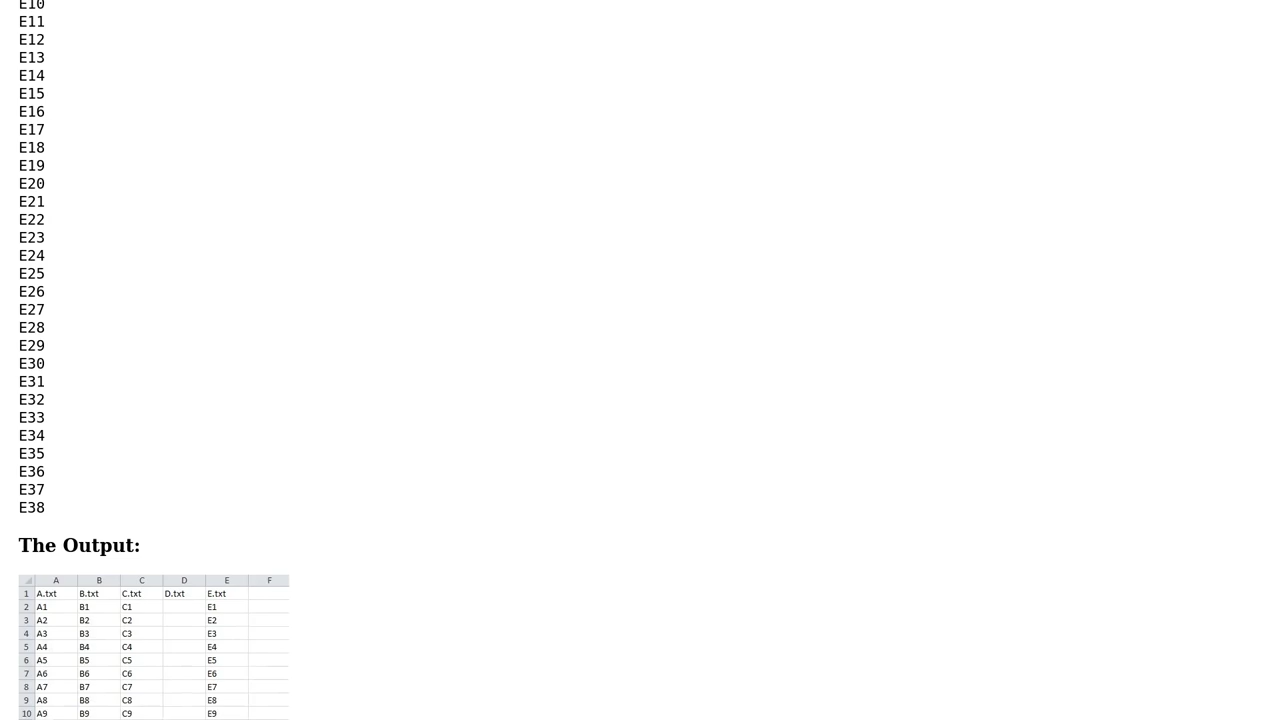 E10
E11
E12
E13
E14
E15
E16
E17
E18
E19
E20
E21
E22
E23
E24
E25
E26
E27
E28
E29
E30
E31
E32
E33
E34
E35
E36
E37
E38
The Output:
A B C D E F
1 A.txt B.txt C.txt D.txt E.txt
2 A1 B1 C1 E1
3 A2 B2 C2 E2
4 A3 B3 C3 E3
5 A4 B4 C4 E4
6 A5 B5 C5 E5
7 A6 B6 C6 E6
8 A7 B7 C7 E7
9 A8 B8 C8 E8
10 A9 B9 C9 E9